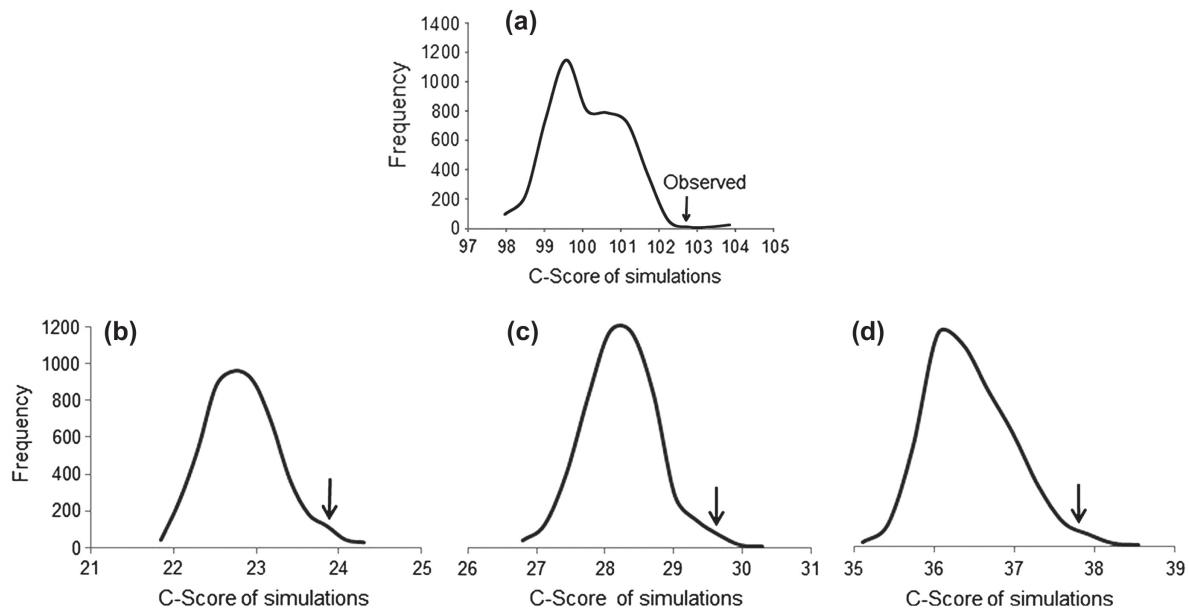 (a)
1400
1200
1000
800
600
400
200
0
Frequency
Observed
97 98 99 100 101 102 103 104 105
C-Score of simulations
(b)
1200
1000
800
600
400
200
0
Frequency
21 22 23 24 25
C-Score of simulations
(c)
26 27 28 29 30 31
C-Score of simulations
(d)
35 36 37 38 39
C-Score of simulations